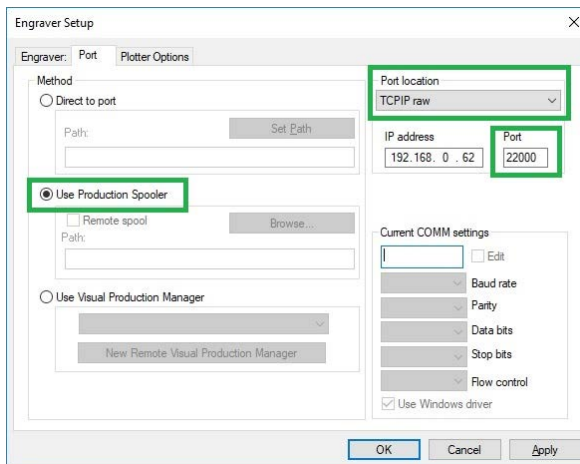 Engraver Setup
Engraver: Port Plotter Options
Method
Direct to port
Path:
Set Path
Use Production Spooler
Remote spool
Browse...
Path:
Use Visual Production Manager
New Remote Visual Production Manager
Port location
TCPIP raw
IP address
Port
192.168. 0 . 62
22000
Current COMM settings
Edit
Baud rate
Parity
Data bits
Stop bits
Flow control
Use Windows driver
OK Cancel Apply